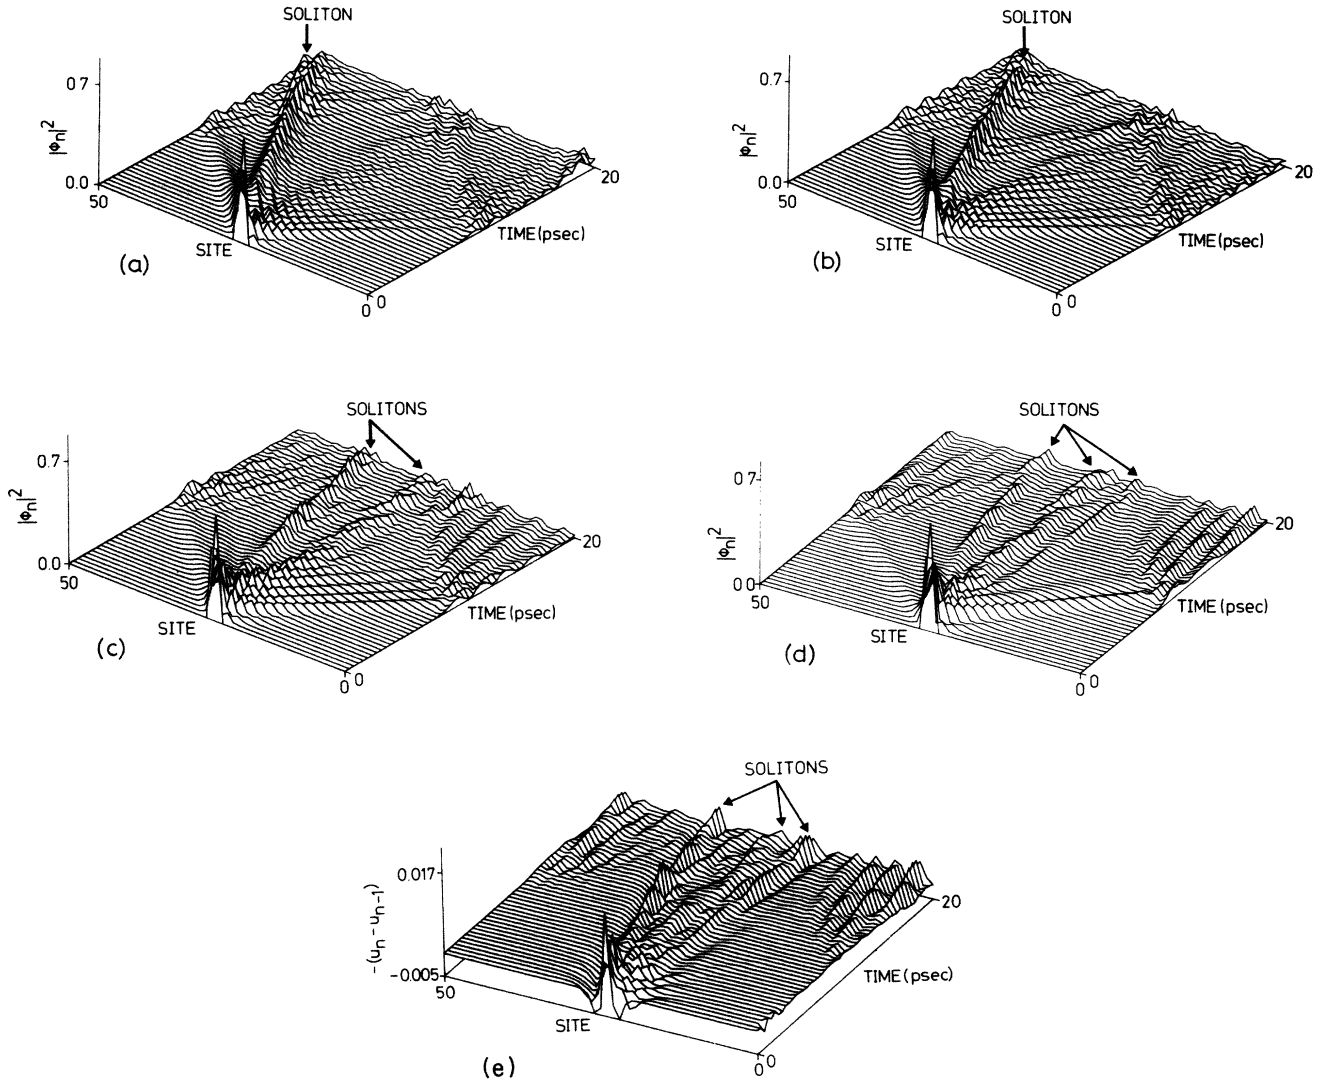 SOLITON
0.7
|Φn|²
0.0
50
SITE
0
0
TIME(psec)
20
(a)
SOLITON
0.7
|Φn|²
0.0
50
SITE
0
0
TIME(psec)
20
(b)
SOLITONS
0.7
|Φn|²
0.0
50
SITE
0
0
TIME(psec)
20
(c)
SOLITONS
0.7
|Φn|²
0.0
50
SITE
0
0
TIME(psec)
20
(d)
SOLITONS
0.017
-(un - un-1)
-0.005
50
SITE
0
0
TIME(psec)
20
(e)